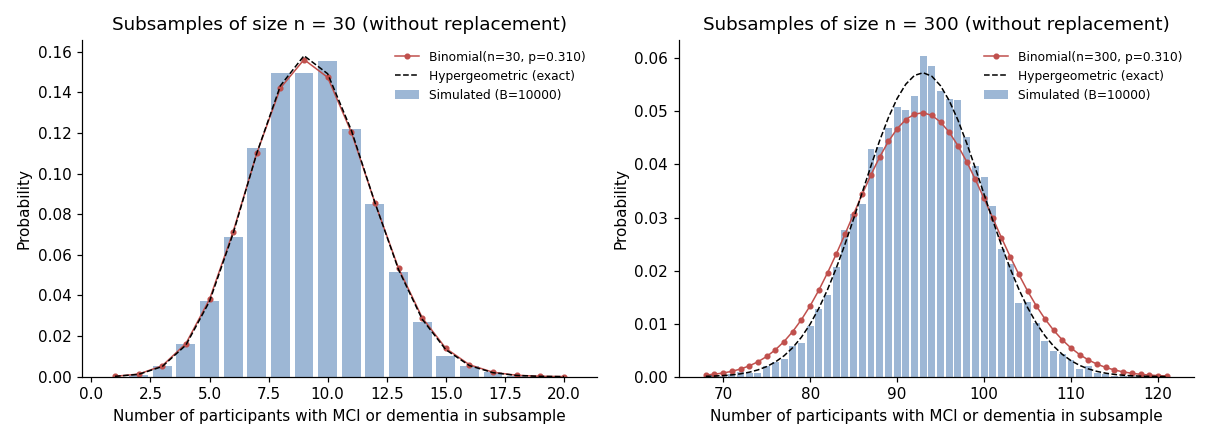 Subsamples of size n = 30 (without replacement)
Binomial(n=30, p=0.310)
Hypergeometric (exact)
Simulated (B=10000)
Probability
0.16
0.14
0.12
0.10
0.08
0.06
0.04
0.02
0.00
0.0 2.5 5.0 7.5 10.0 12.5 15.0 17.5 20.0
Number of participants with MCI or dementia in subsample
Subsamples of size n = 300 (without replacement)
Binomial(n=300, p=0.310)
Hypergeometric (exact)
Simulated (B=10000)
Probability
0.06
0.05
0.04
0.03
0.02
0.01
0.00
70 80 90 100 110 120
Number of participants with MCI or dementia in subsample